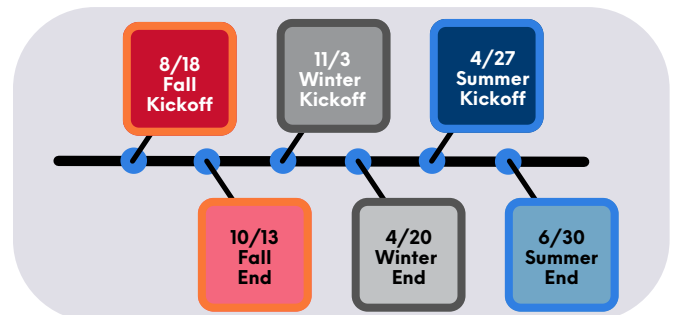 8/18
Fall
Kickoff
11/3
Winter
Kickoff
4/27
Summer
Kickoff
10/13
Fall
End
4/20
Winter
End
6/30
Summer
End